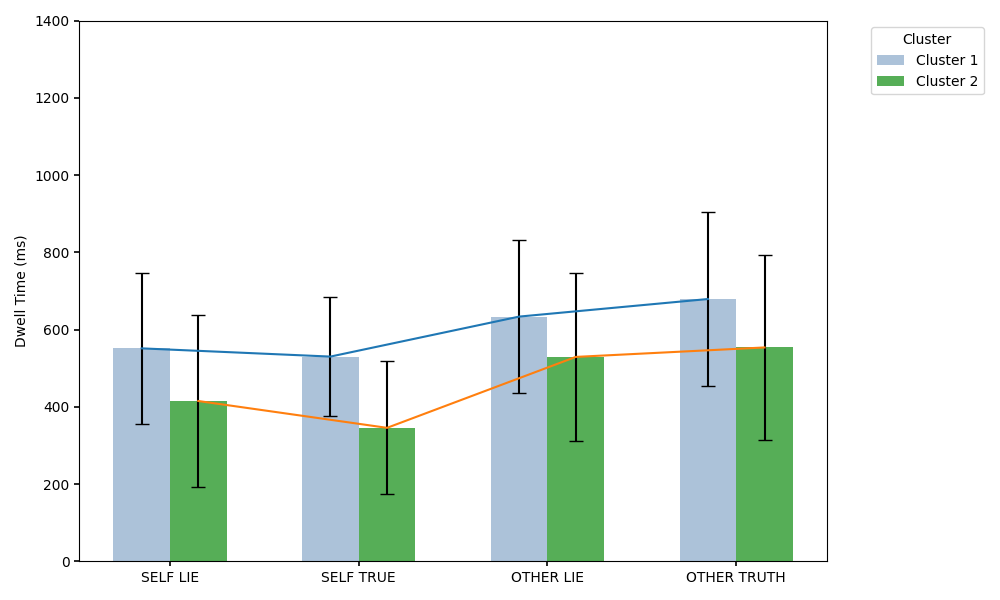 Cluster
Cluster 1
Cluster 2
Dwell Time (ms)
1400
1200
1000
800
600
400
200
0
SELF LIE
SELF TRUE
OTHER LIE
OTHER TRUTH